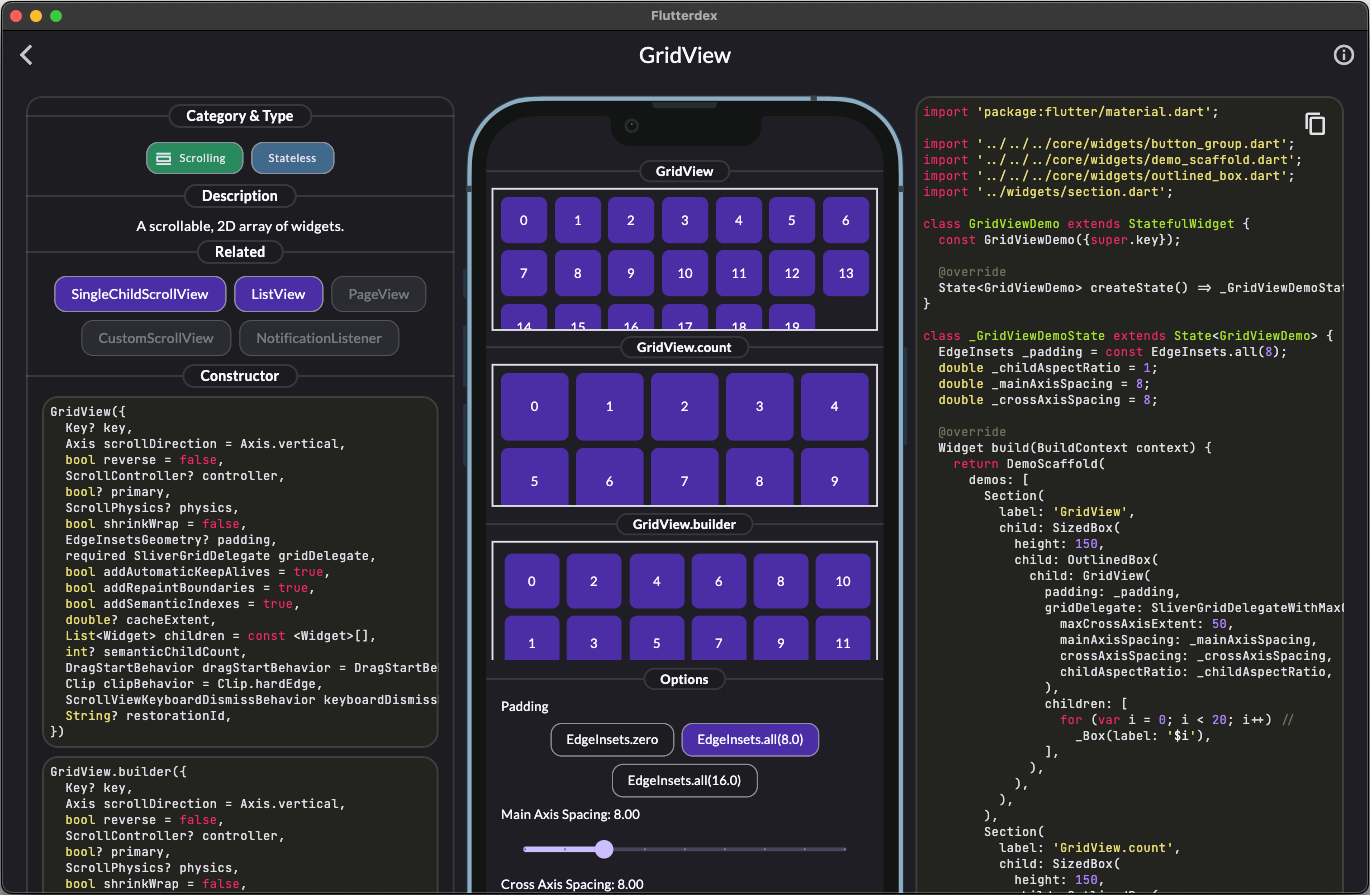 Flutterdex
GridView
Category & Type
Scrolling
Stateless
Description
A scrollable, 2D array of widgets.
Related
SingleChildScrollView
ListView
PageView
CustomScrollView
NotificationListener
Constructor
GridView({
Key? key,
Axis scrollDirection = Axis.vertical,
bool reverse = false,
ScrollController? controller,
bool? primary,
ScrollPhysics? physics,
bool shrinkWrap = false,
EdgeInsetsGeometry? padding,
required SliverGridDelegate gridDelegate,
bool addAutomaticKeepAlives = true,
bool addRepaintBoundaries = true,
bool addSemanticIndexes = true,
double? cacheExtent,
List<Widget> children = const <Widget>[],
int? semanticChildCount,
DragStartBehavior dragStartBehavior = DragStartBe
Clip clipBehavior = Clip.hardEdge,
ScrollViewKeyboardDismissBehavior keyboardDismiss
String? restorationId,
})
GridView.builder({
Key? key,
Axis scrollDirection = Axis.vertical,
bool reverse = false,
ScrollController? controller,
bool? primary,
ScrollPhysics? physics,
bool shrinkWrap = false,
GridView
0 1 2 3 4 5 6
7 8 9 10 11 12 13
14 15 16 17 18 19
GridView.count
0 1 2 3 4
5 6 7 8 9
GridView.builder
0 2 4 6 8 10
1 3 5 7 9 11
Options
Padding
EdgeInsets.zero
EdgeInsets.all(8.0)
EdgeInsets.all(16.0)
Main Axis Spacing: 8.00
Cross Axis Spacing: 8.00
import 'package:flutter/material.dart';
import '../../../core/widgets/button_group.dart';
import '../../../core/widgets/demo_scaffold.dart';
import '../../../core/widgets/outlined_box.dart';
import '../widgets/section.dart';
class GridViewDemo extends StatefulWidget {
const GridViewDemo({super.key});
@override
State<GridViewDemo> createState() => _GridViewDemoStat
}
class _GridViewDemoState extends State<GridViewDemo> {
EdgeInsets _padding = const EdgeInsets.all(8);
double _childAspectRatio = 1;
double _mainAxisSpacing = 8;
double _crossAxisSpacing = 8;
@override
Widget build(BuildContext context) {
return DemoScaffold(
demos: [
Section(
label: 'GridView',
child: SizedBox(
height: 150,
child: OutlinedBox(
child: GridView(
padding: _padding,
gridDelegate: SliverGridDelegateWithMaxC
maxCrossAxisExtent: 50,
mainAxisSpacing: _mainAxisSpacing,
crossAxisSpacing: _crossAxisSpacing,
childAspectRatio: _childAspectRatio,
),
children: [
for (var i = 0; i < 20; i++) //
_Box(label: '$i'),
],
),
),
),
),
Section(
label: 'GridView.count',
child: SizedBox(
height: 150,